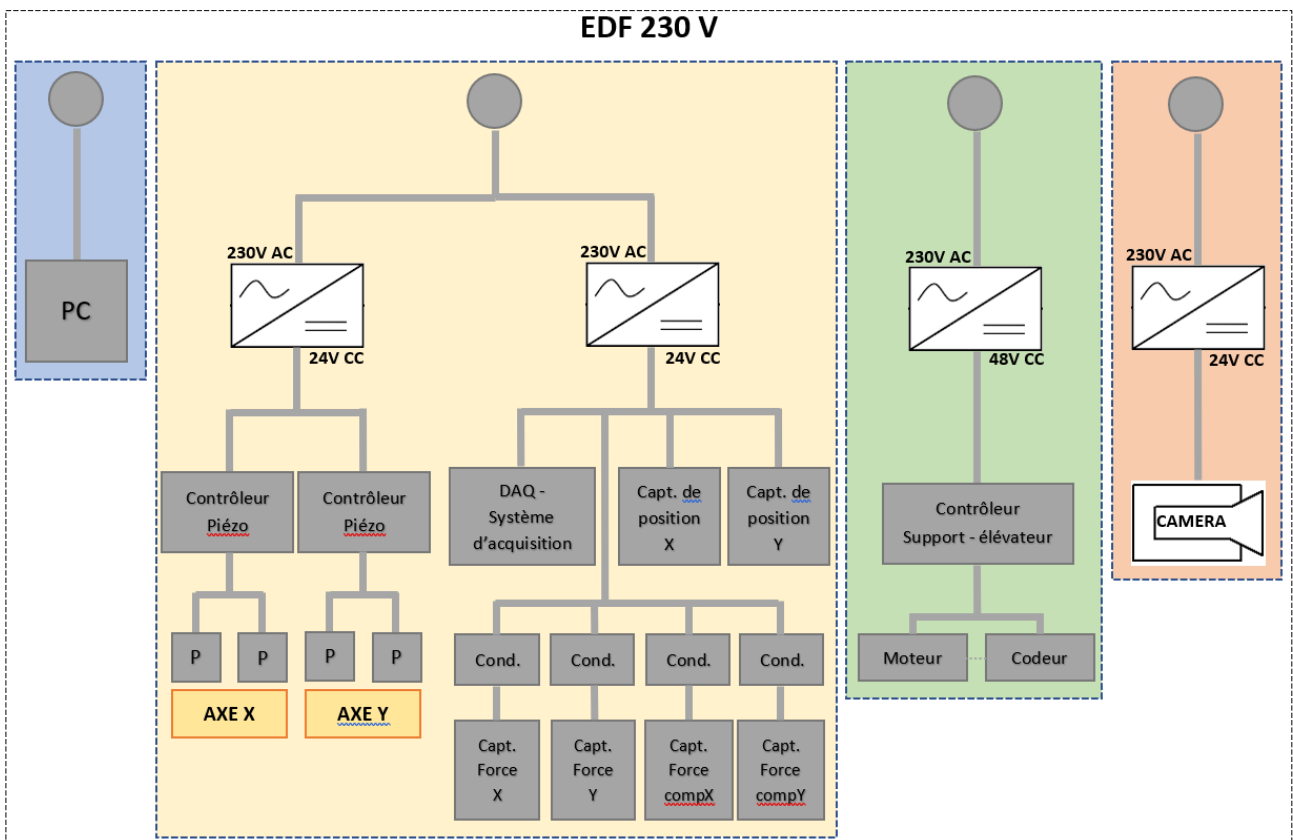 EDF 230 V
PC
230V AC
24V CC
230V AC
24V CC
230V AC
48V CC
230V AC
24V CC
Contrôleur
Piézo
Contrôleur
Piézo
P
P
P
P
AXE X
AXE Y
DAQ -
Système
d'acquisition
Capt. de
position
X
Capt. de
position
Y
Cond.
Cond.
Cond.
Cond.
Capt.
Force
X
Capt.
Force
Y
Capt.
Force
compX
Capt.
Force
compY
Contrôleur
Support - élévateur
Moteur
Codeur
CAMERA